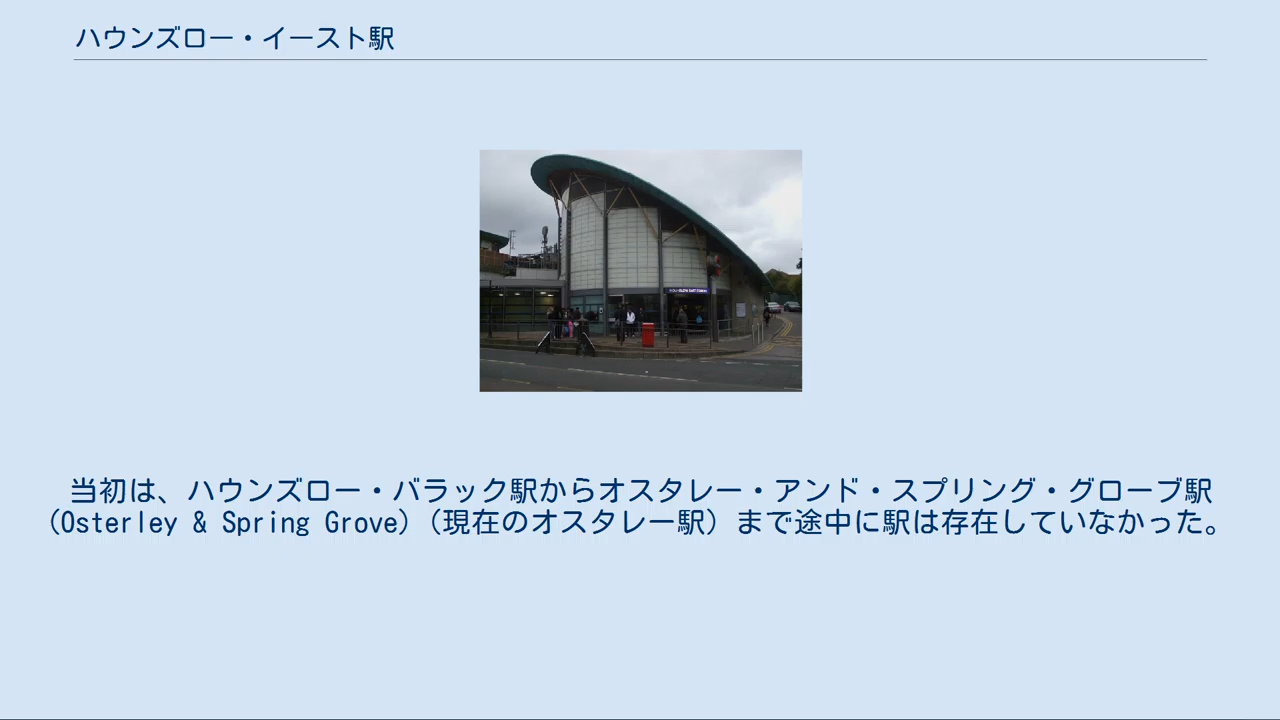 ハウンズロー・イースト駅
当初は、ハウンズロー・バラック駅からオスタレー・アンド・スプリング・グローブ駅
(Osterley & Spring Grove)（現在のオスタレー駅）まで途中に駅は存在していなかった。